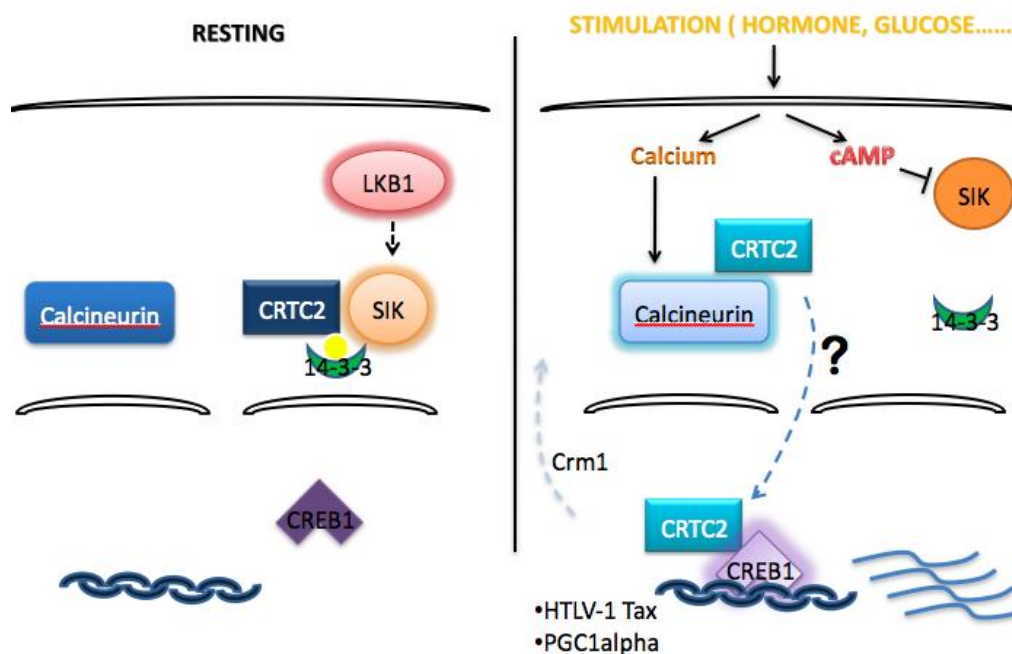 RESTING
LKB1
CRTC2
SIK
Calcineurin
14-3-3
CREB1
STIMULATION ( HORMONE, GLUCOSE……
Calcium
cAMP
SIK
CRTC2
Calcineurin
14-3-3
?
Crm1
CRTC2
CREB1
•HTLV-1 Tax
•PGC1alpha